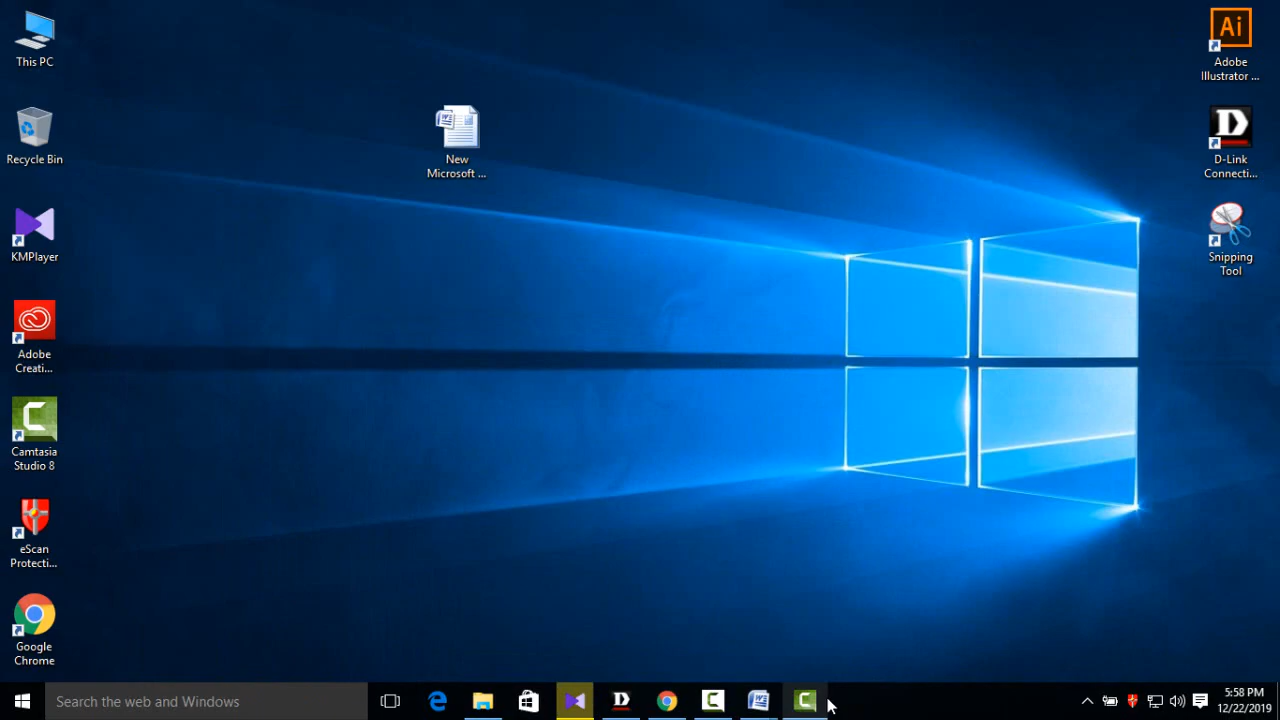 This PC
Recycle Bin
KMPlayer
Adobe
Creati...
Camtasia
Studio 8
eScan
Protecti...
Google
Chrome
W
New
Microsoft ...
Ai
Adobe
Illustrator ...
D
D-Link
Connecti...
Snipping
Tool
Search the web and Windows
5:58 PM
12/22/2019